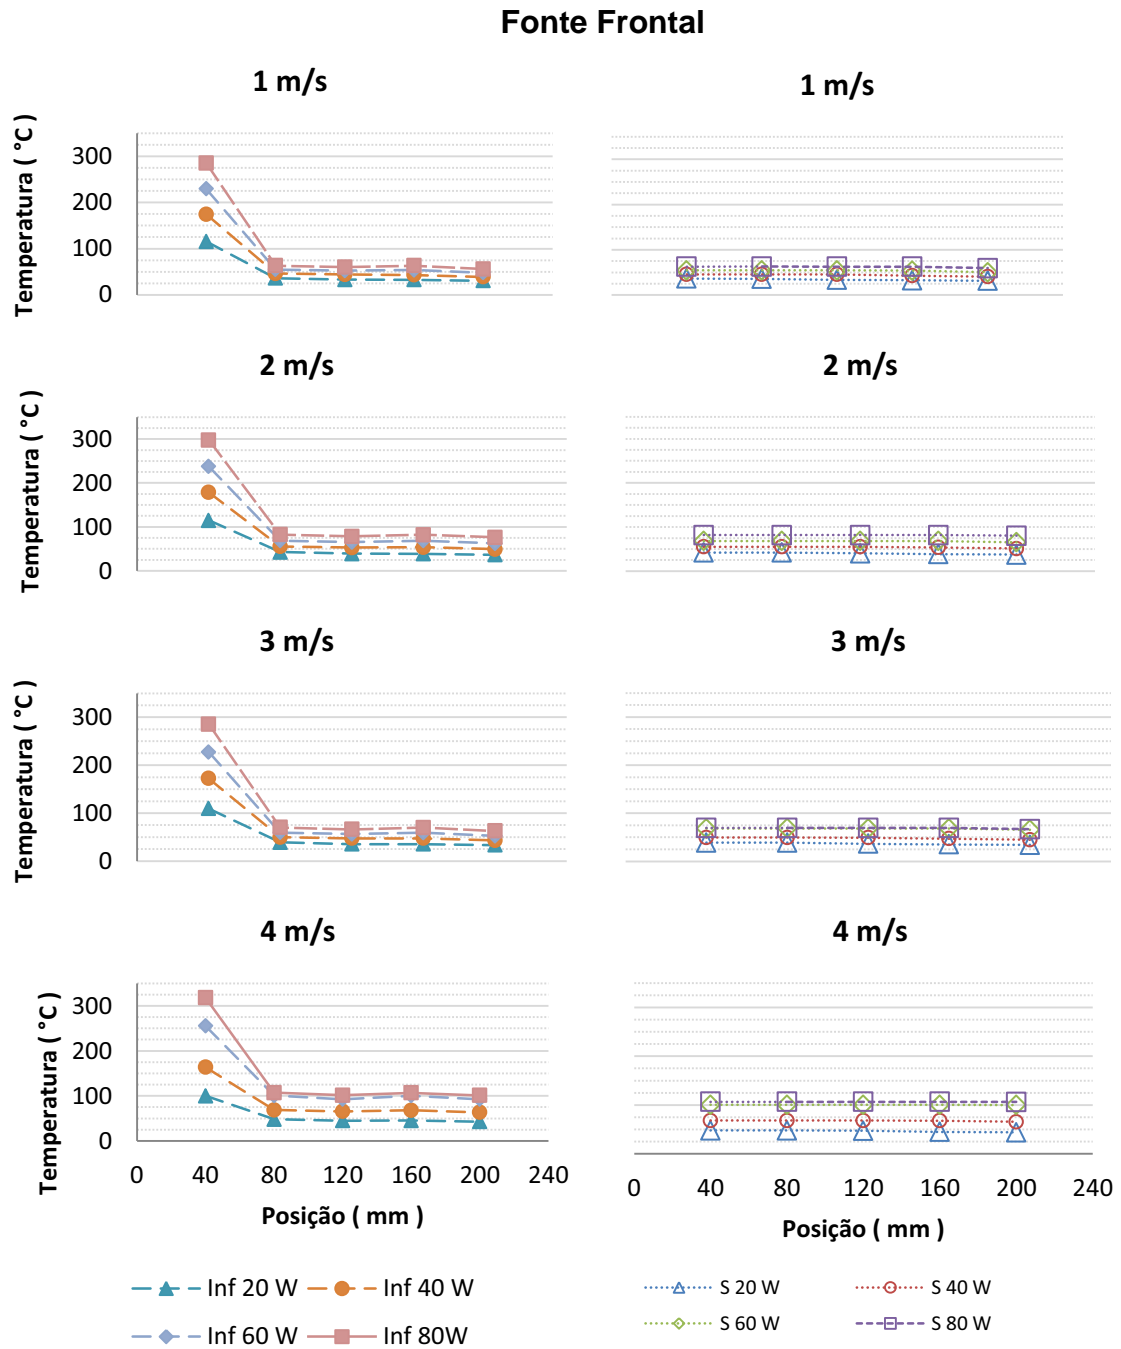 Fonte Frontal
1 m/s
1 m/s
Temperatura ( °C)
300
200
100
0
2 m/s
2 m/s
Temperatura ( °C)
300
200
100
0
3 m/s
3 m/s
Temperatura ( °C)
300
200
100
0
4 m/s
4 m/s
Temperatura ( °C)
300
200
100
0
0 40 80 120 160 200 240
0 40 80 120 160 200 240
Posição ( mm )
Posição ( mm )
Inf 20 W Inf 40 W
Inf 60 W Inf 80W
S 20 W S 40 W
S 60 W S 80 W